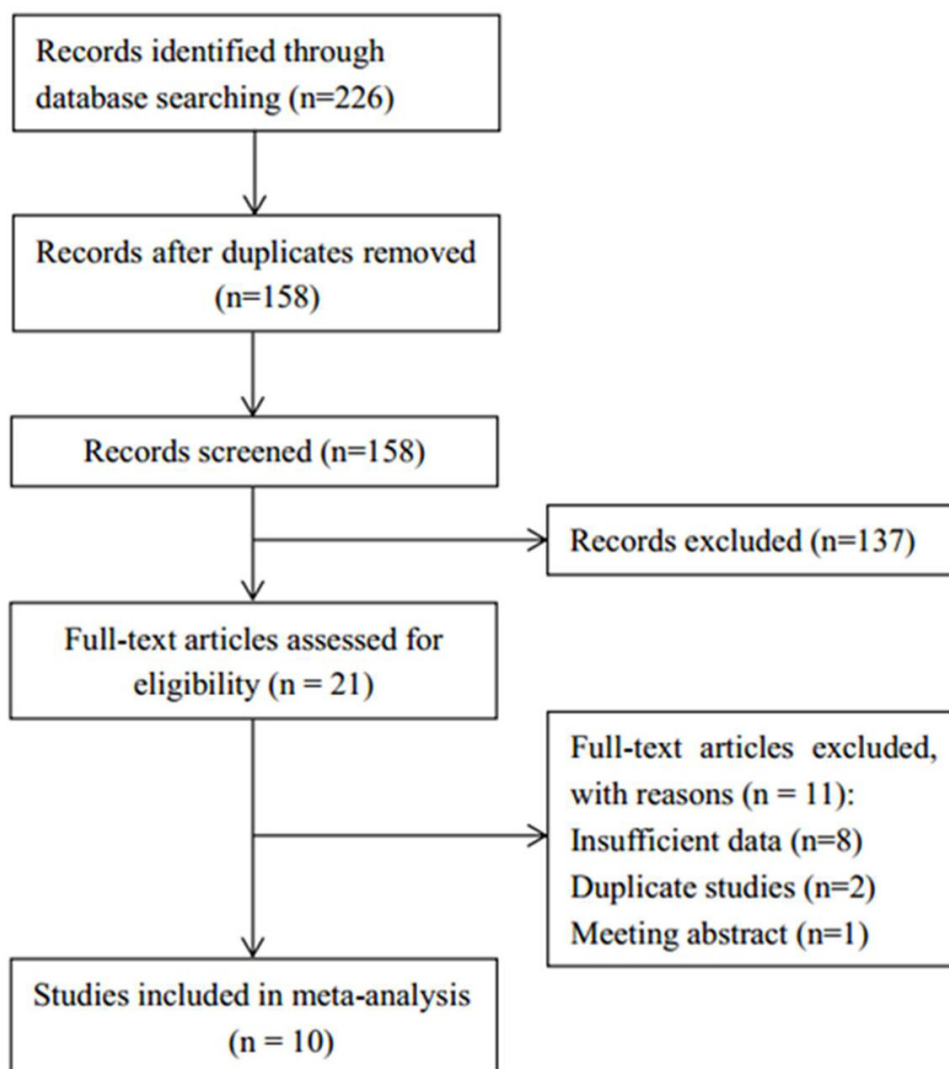 Records identified through
database searching (n=226)
Records after duplicates removed
(n=158)
Records screened (n=158)
Records excluded (n=137)
Full-text articles assessed for
eligibility (n = 21)
Full-text articles excluded,
with reasons (n = 11):
Insufficient data (n=8)
Duplicate studies (n=2)
Meeting abstract (n=1)
Studies included in meta-analysis
(n = 10)